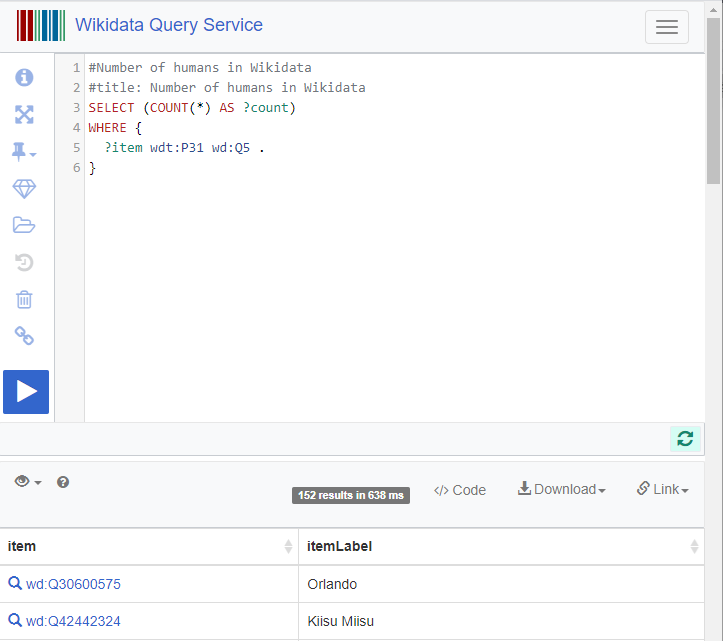 Wikidata Query Service
1 #Number of humans in Wikidata
2 #title: Number of humans in Wikidata
3 SELECT (COUNT(*) AS ?count)
4 WHERE {
5   ?item wdt:P31 wd:Q5 .
6 }
152 results in 638 ms
</> Code
Download
Link
item itemLabel
wd:Q30600575 Orlando
wd:Q42442324 Kiisu Miisu